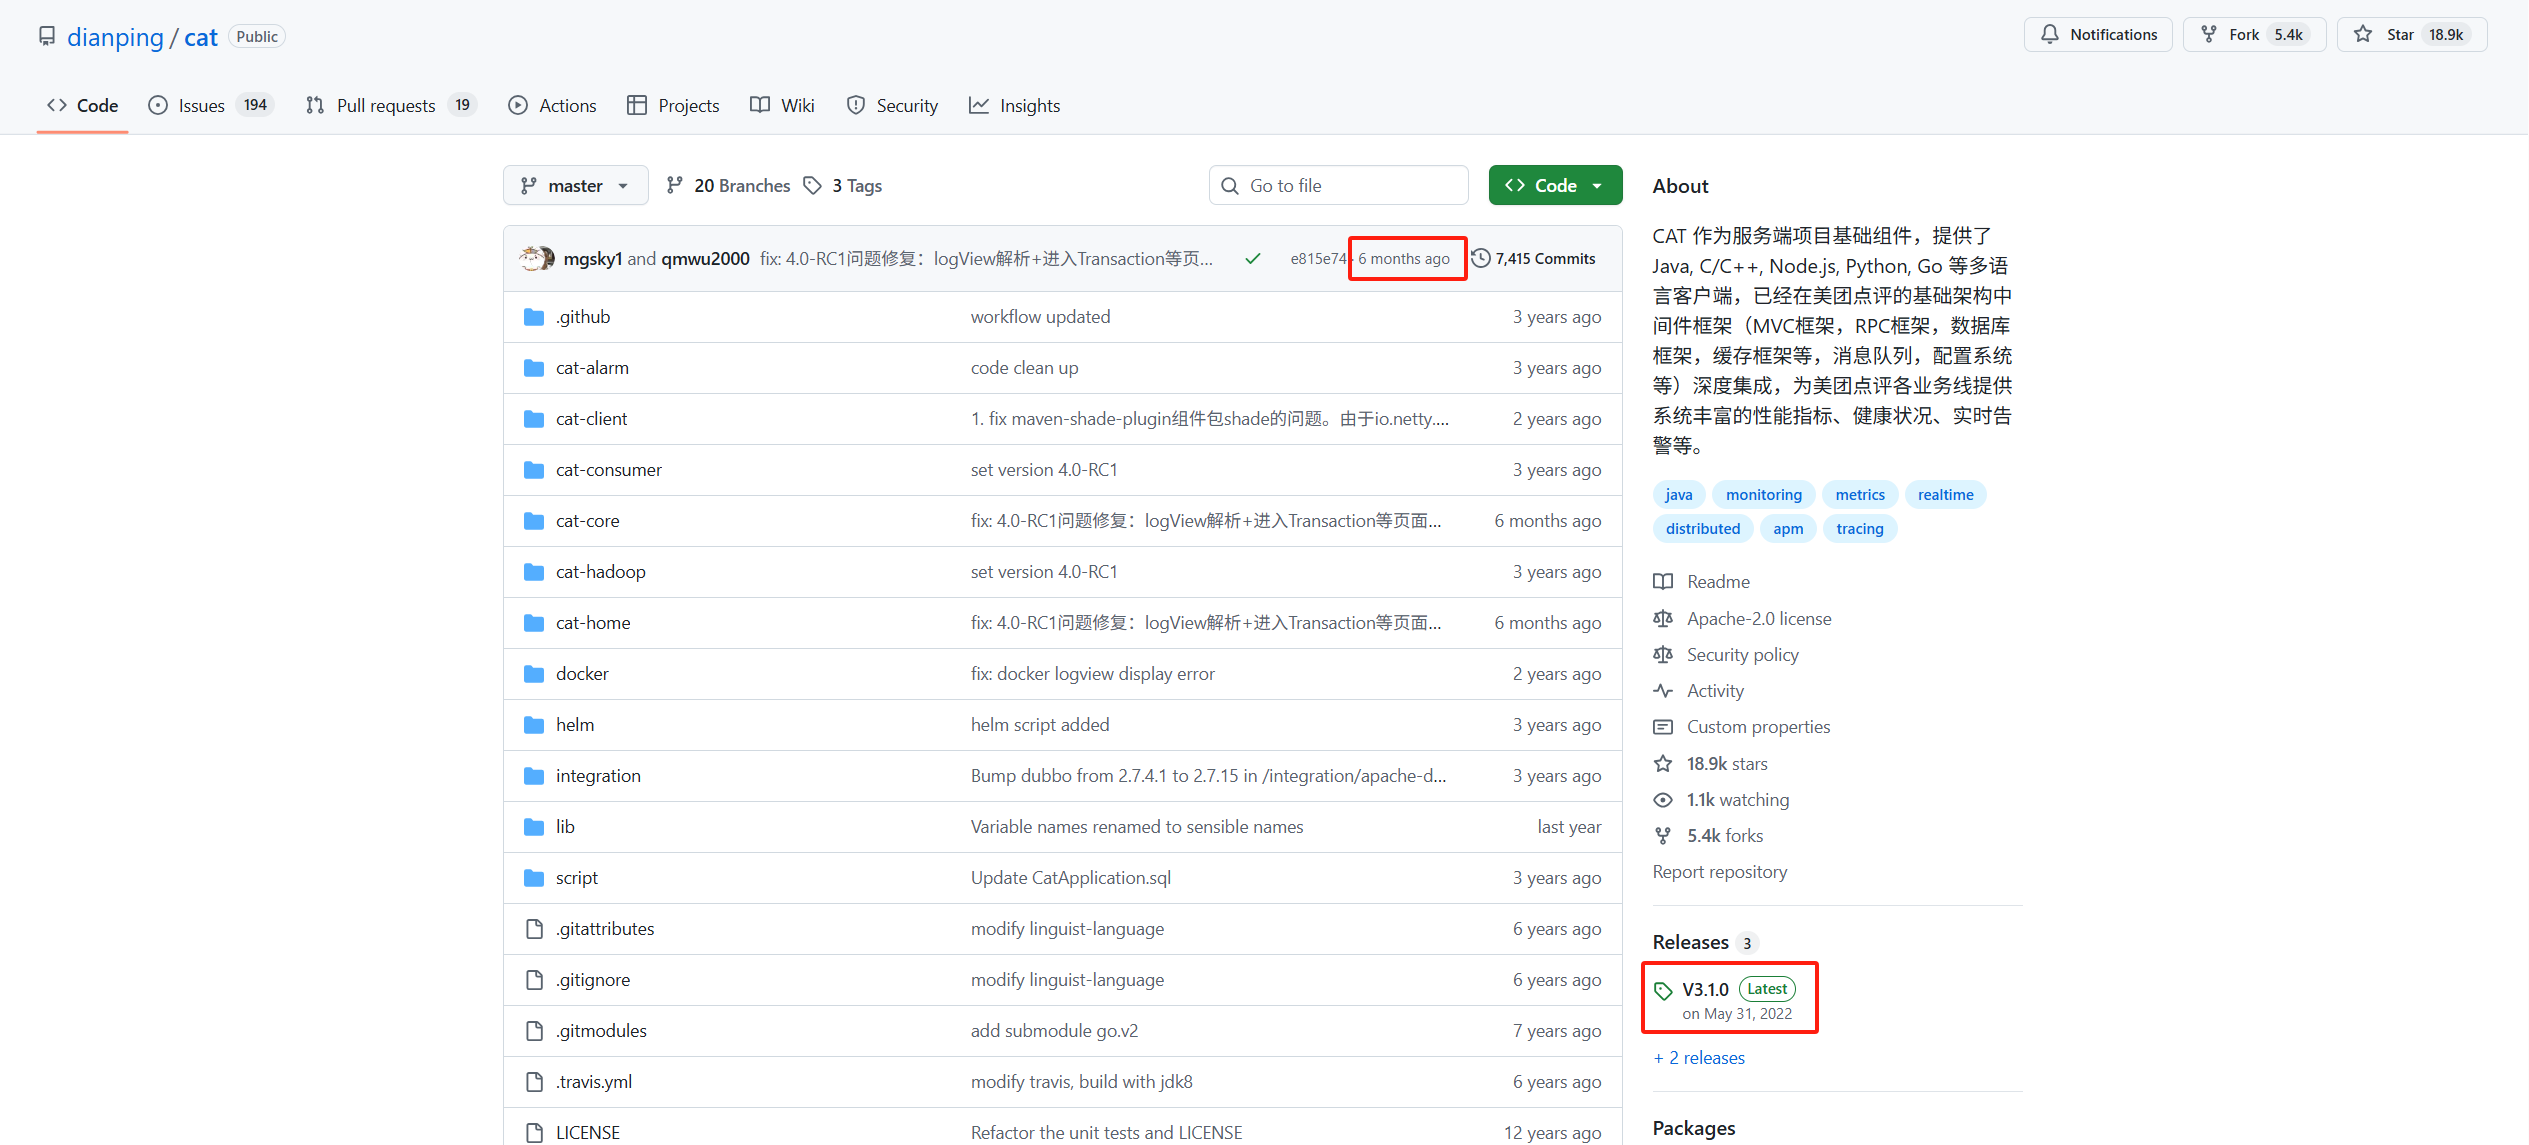 dianping / cat Public
Notifications Fork 5.4k Star 18.9k
Code Issues 194 Pull requests 19 Actions Projects Wiki Security Insights
master 20 Branches 3 Tags Go to file Code
mgsky1 and qmwu2000 fix: 4.0-RC1问题修复：logView解析+进入Transaction等页... e815e74 · 6 months ago 7,415 Commits
.github workflow updated 3 years ago
cat-alarm code clean up 3 years ago
cat-client 1. fix maven-shade-plugin组件包shade的问题。由于io.netty.... 2 years ago
cat-consumer set version 4.0-RC1 3 years ago
cat-core fix: 4.0-RC1问题修复：logView解析+进入Transaction等页面... 6 months ago
cat-hadoop set version 4.0-RC1 3 years ago
cat-home fix: 4.0-RC1问题修复：logView解析+进入Transaction等页面... 6 months ago
docker fix: docker logview display error 2 years ago
helm helm script added 3 years ago
integration Bump dubbo from 2.7.4.1 to 2.7.15 in /integration/apache-d... 3 years ago
lib Variable names renamed to sensible names last year
script Update CatApplication.sql 3 years ago
.gitattributes modify linguist-language 6 years ago
.gitignore modify linguist-language 6 years ago
.gitmodules add submodule go.v2 7 years ago
.travis.yml modify travis, build with jdk8 6 years ago
LICENSE Refactor the unit tests and LICENSE 12 years ago
About
CAT 作为服务端项目基础组件，提供了
Java, C/C++, Node.js, Python, Go 等多语
言客户端，已经在美团点评的基础架构中
间件框架（MVC框架，RPC框架，数据库
框架，缓存框架等，消息队列，配置系统
等）深度集成，为美团点评各业务线提供
系统丰富的性能指标、健康状况、实时告
警等。
java monitoring metrics realtime
distributed apm tracing
Readme
Apache-2.0 license
Security policy
Activity
Custom properties
18.9k stars
1.1k watching
5.4k forks
Report repository
Releases 3
V3.1.0 Latest
on May 31, 2022
+ 2 releases
Packages